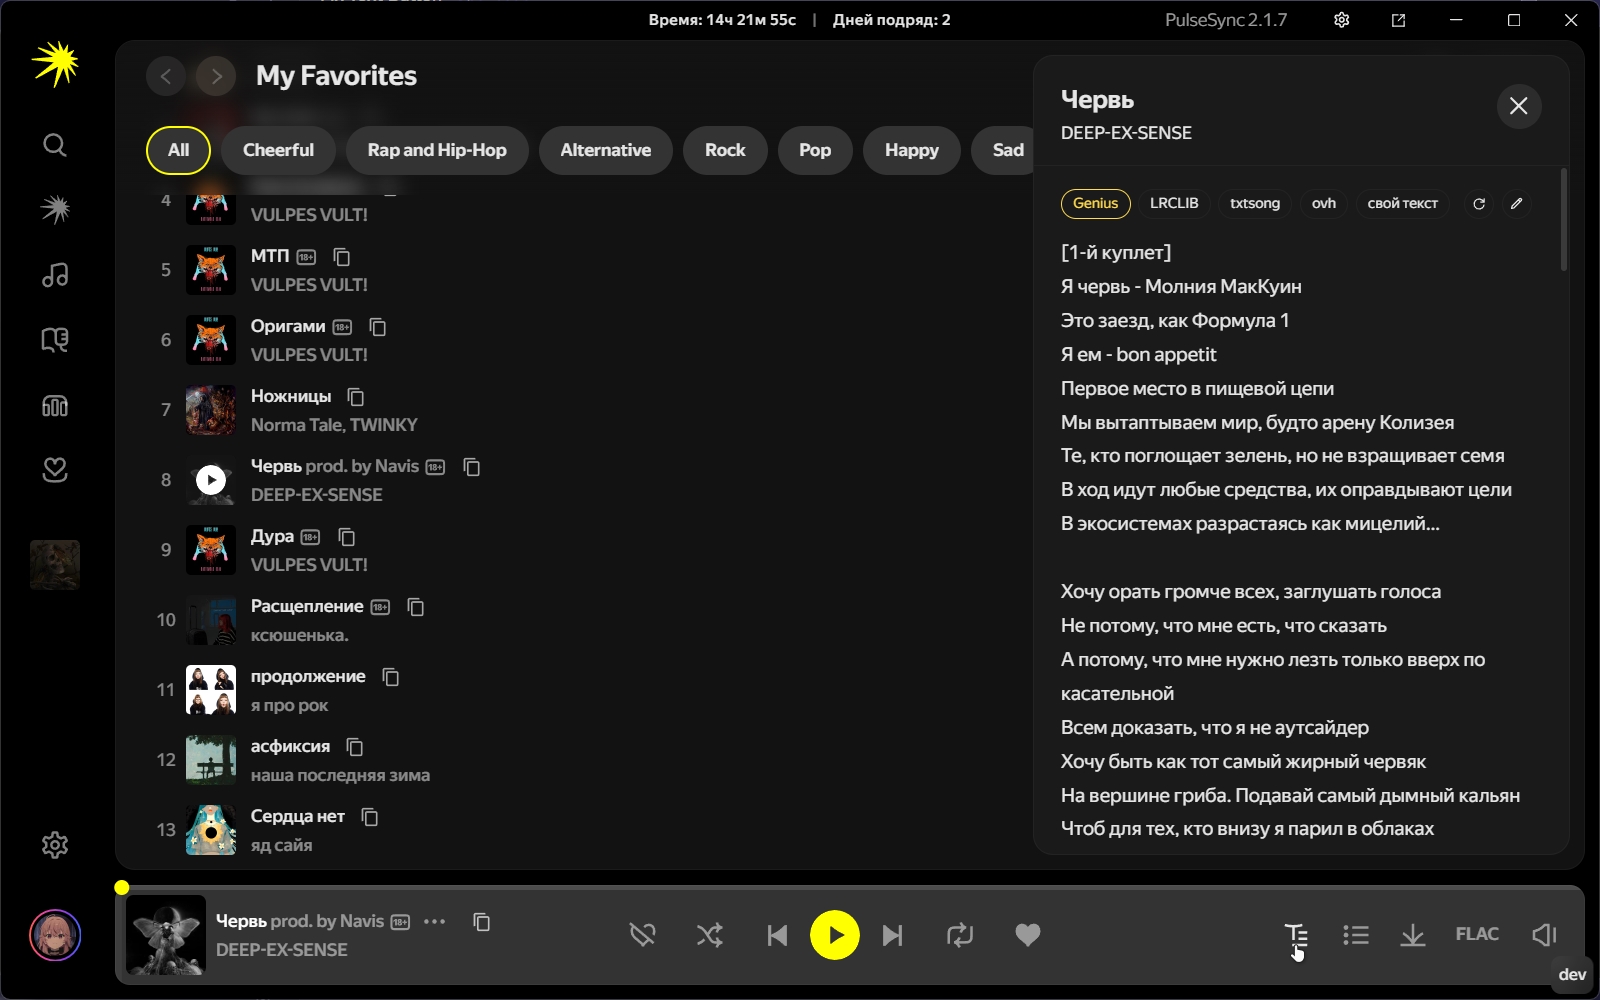 Время: 14ч 21м 55с | Дней подряд: 2
PulseSync 2.1.7
My Favorites
All
Cheerful
Rap and Hip-Hop
Alternative
Rock
Pop
Happy
Sad
4
VULPES VULT!
5
МТП 18+
VULPES VULT!
6
Оригами 18+
VULPES VULT!
7
Ножницы
Norma Tale, TWINKY
8
Червь prod. by Navis 18+
DEEP-EX-SENSE
9
Дура 18+
VULPES VULT!
10
Расщепление 18+
ксюшенька.
11
продолжение
я про рок
12
асфиксия
наша последняя зима
13
Сердца нет
яд сайя
Червь
DEEP-EX-SENSE
Genius
LRCLIB
txtsong
ovh
свой текст
[1-й куплет]
Я червь - Молния МакКуин
Это заезд, как Формула 1
Я ем - bon appetit
Первое место в пищевой цепи
Мы вытаптываем мир, будто арену Колизея
Те, кто поглощает зелень, но не взращивает семя
В ход идут любые средства, их оправдывают цели
В экосистемах разрастаясь как мицелий...
Хочу орать громче всех, заглушать голоса
Не потому, что мне есть, что сказать
А потому, что мне нужно лезть только вверх по
касательной
Всем доказать, что я не аутсайдер
Хочу быть как тот самый жирный червяк
На вершине гриба. Подавай самый дымный кальян
Чтоб для тех, кто внизу я парил в облаках
Червь prod. by Navis 18+
DEEP-EX-SENSE
FLAC
dev